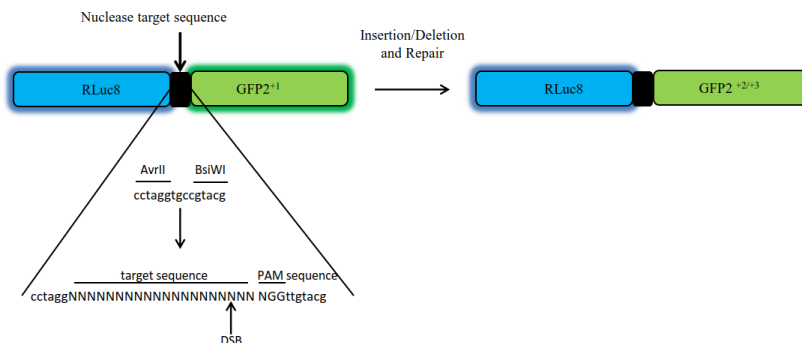 Nuclease target sequence
Insertion/Deletion
and Repair
RLuc8
GFP2+1
RLuc8
GFP2 +2/+3
AvrII BsiWI
cctaggtgccgtacg
target sequence PAM sequence
cctaggNNNNNNNNNNNNNNNNNNNN NGGttgtacg
DSB